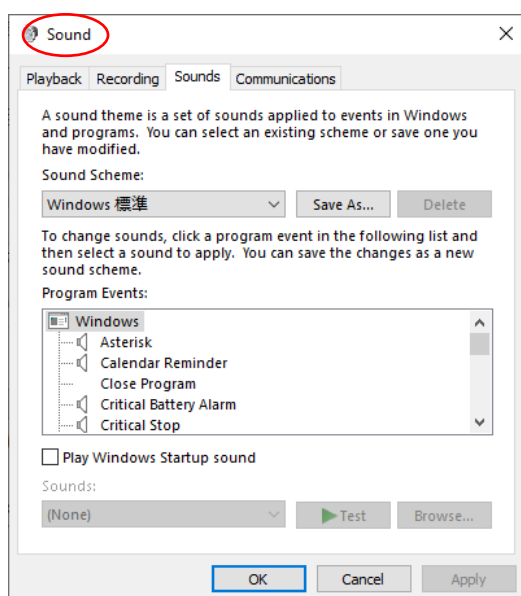 Sound
Playback Recording Sounds Communications
A sound theme is a set of sounds applied to events in Windows
and programs. You can select an existing scheme or save one you
have modified.
Sound Scheme:
Windows 標準 Save As... Delete
To change sounds, click a program event in the following list and
then select a sound to apply. You can save the changes as a new
sound scheme.
Program Events:
Windows
Asterisk
Calendar Reminder
Close Program
Critical Battery Alarm
Critical Stop
Play Windows Startup sound
Sounds:
(None) Test Browse...
OK Cancel Apply